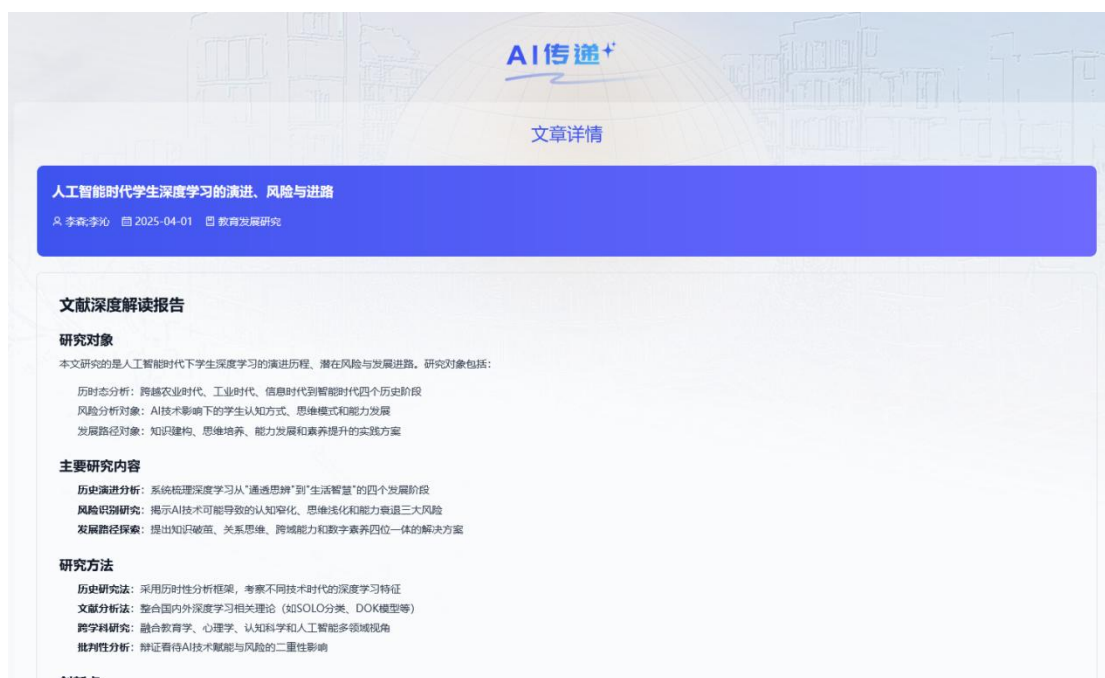 AI传递
文章详情
人工智能时代学生深度学习的演进、风险与进路
李森;李沁 2025-04-01 教育发展研究
文献深度解读报告
研究对象
本文研究的是人工智能时代下学生深度学习的演进历程、潜在风险与发展进路。研究对象包括：
历时态分析：跨越农业时代、工业时代、信息时代到智能时代四个历史阶段
风险分析对象：AI技术影响下的学生认知方式、思维模式和能力发展
发展路径对象：知识建构、思维培养、能力发展和素养提升的实践方案
主要研究内容
历史演进分析：系统梳理深度学习从"通透思辨"到"生活智慧"的四个发展阶段
风险识别研究：揭示AI技术可能导致的认知窄化、思维浅化和能力衰退三大风险
发展路径探索：提出知识破茧、关系思维、跨域能力和数字素养四位一体的解决方案
研究方法
历史研究法：采用历时性分析框架，考察不同技术时代的深度学习特征
文献分析法：整合国内外深度学习相关理论（如SOLO分类、DOK模型等）
跨学科研究：融合教育学、心理学、认知科学和人工智能多领域视角
批判性分析：辩证看待AI技术赋能与风险的二重性影响